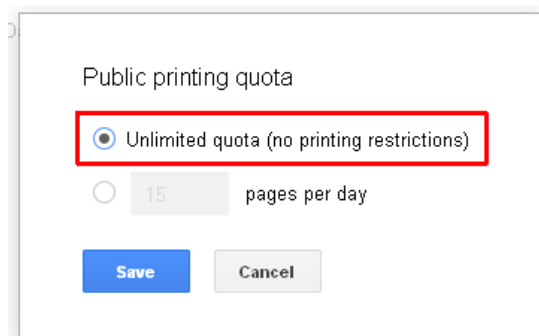 Public printing quota
Unlimited quota (no printing restrictions)
15 pages per day
Save Cancel